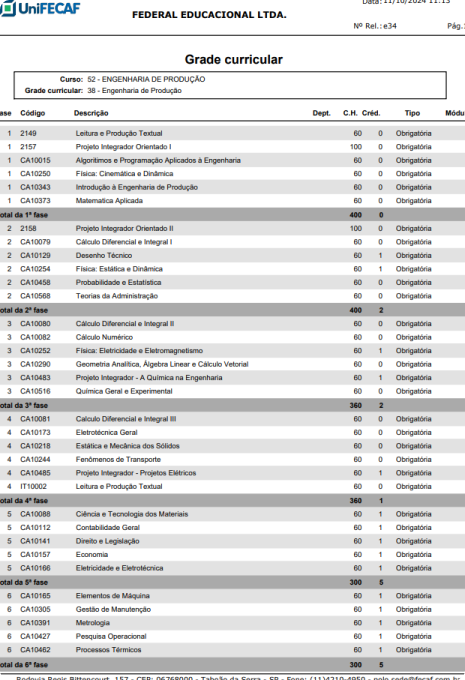 UniFECAF
FEDERAL EDUCACIONAL LTDA.
Data: 11/10/2024 11:13
Nº Rel.: e34 Pág.:
Grade curricular
Curso: 52 - ENGENHARIA DE PRODUÇÃO
Grade curricular: 38 - Engenharia de Produção
ase Código Descrição Dept. C.H. Créd. Tipo Módu
1 2149 Leitura e Produção Textual 60 0 Obrigatória
1 2157 Projeto Integrador Orientado I 100 0 Obrigatória
1 CA10015 Algoritimos e Programação Aplicados à Engenharia 60 0 Obrigatória
1 CA10250 Física: Cinemática e Dinâmica 60 0 Obrigatória
1 CA10343 Introdução à Engenharia de Produção 60 0 Obrigatória
1 CA10373 Matematica Aplicada 60 0 Obrigatória
otal da 1ª fase 400 0
2 2158 Projeto Integrador Orientado II 100 0 Obrigatória
2 CA10079 Cálculo Diferencial e Integral I 60 0 Obrigatória
2 CA10129 Desenho Técnico 60 1 Obrigatória
2 CA10254 Física: Estática e Dinâmica 60 1 Obrigatória
2 CA10458 Probabilidade e Estatística 60 0 Obrigatória
2 CA10568 Teorias da Administração 60 0 Obrigatória
otal da 2ª fase 400 2
3 CA10080 Cálculo Diferencial e Integral II 60 0 Obrigatória
3 CA10082 Cálculo Numérico 60 0 Obrigatória
3 CA10252 Física: Eletricidade e Eletromagnetismo 60 1 Obrigatória
3 CA10290 Geometria Analítica, Álgebra Linear e Cálculo Vetorial 60 0 Obrigatória
3 CA10483 Projeto Integrador - A Química na Engenharia 60 1 Obrigatória
3 CA10516 Química Geral e Experimental 60 0 Obrigatória
otal da 3ª fase 360 2
4 CA10081 Calculo Diferencial e Integral III 60 0 Obrigatória
4 CA10173 Eletrotécnica Geral 60 0 Obrigatória
4 CA10218 Estática e Mecânica dos Sólidos 60 0 Obrigatória
4 CA10244 Fenômenos de Transporte 60 0 Obrigatória
4 CA10485 Projeto Integrador - Projetos Elétricos 60 1 Obrigatória
4 IT10002 Leitura e Produção Textual 60 0 Obrigatória
otal da 4ª fase 360 1
5 CA10088 Ciência e Tecnologia dos Materiais 60 1 Obrigatória
5 CA10112 Contabilidade Geral 60 1 Obrigatória
5 CA10141 Direito e Legislação 60 1 Obrigatória
5 CA10157 Economia 60 1 Obrigatória
5 CA10166 Eletricidade e Eletrotécnica 60 1 Obrigatória
otal da 5ª fase 300 5
6 CA10165 Elementos de Máquina 60 1 Obrigatória
6 CA10305 Gestão de Manutenção 60 1 Obrigatória
6 CA10391 Metrologia 60 1 Obrigatória
6 CA10427 Pesquisa Operacional 60 1 Obrigatória
6 CA10462 Processos Térmicos 60 1 Obrigatória
otal da 6ª fase 300 5
Rodovia Regis Bittencourt, 157 - CEP: 06768000 - Taboão da Serra - SP - Fone: (11)4210-4950 - polo.sede@fecaf.com.br